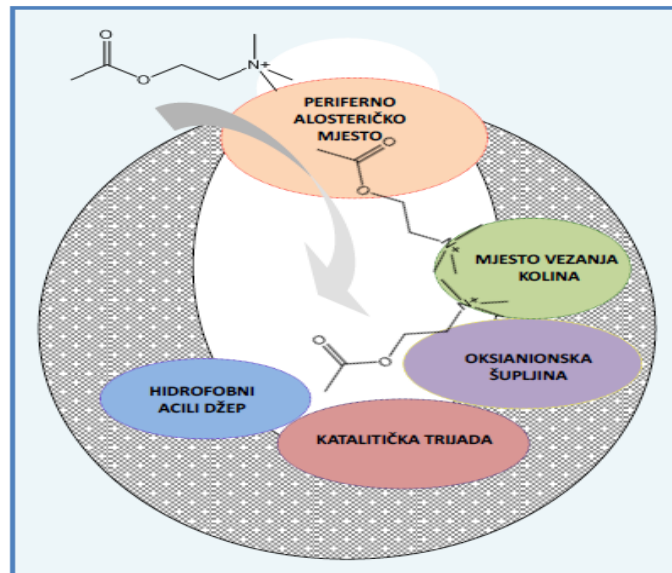 O
O
N+
PERIFERNO
ALOSTERIČKO
MJESTO
O
O
N
+
MJESTO VEZANJA
KOLINA
N
+
O
O
OKSIANIONSKA
ŠUPLJINA
HIDROFOBNI
ACILI DŽEP
KATALITIČKA TRIJADA